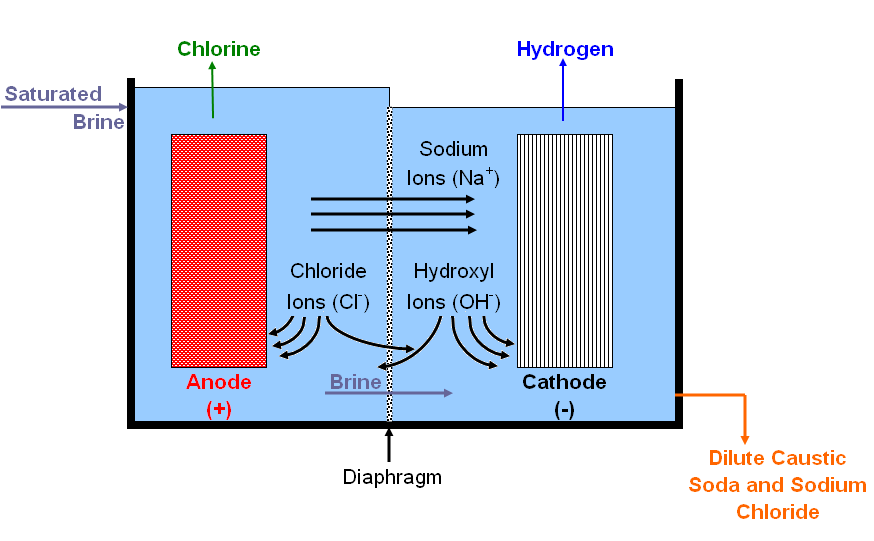 Chlorine
Hydrogen
Saturated
Brine
Sodium
Ions (Na⁺)
Chloride
Ions (Cl⁻)
Hydroxyl
Ions (OH⁻)
Anode
(+)
Brine
Cathode
(-)
Diaphragm
Dilute Caustic
Soda and Sodium
Chloride